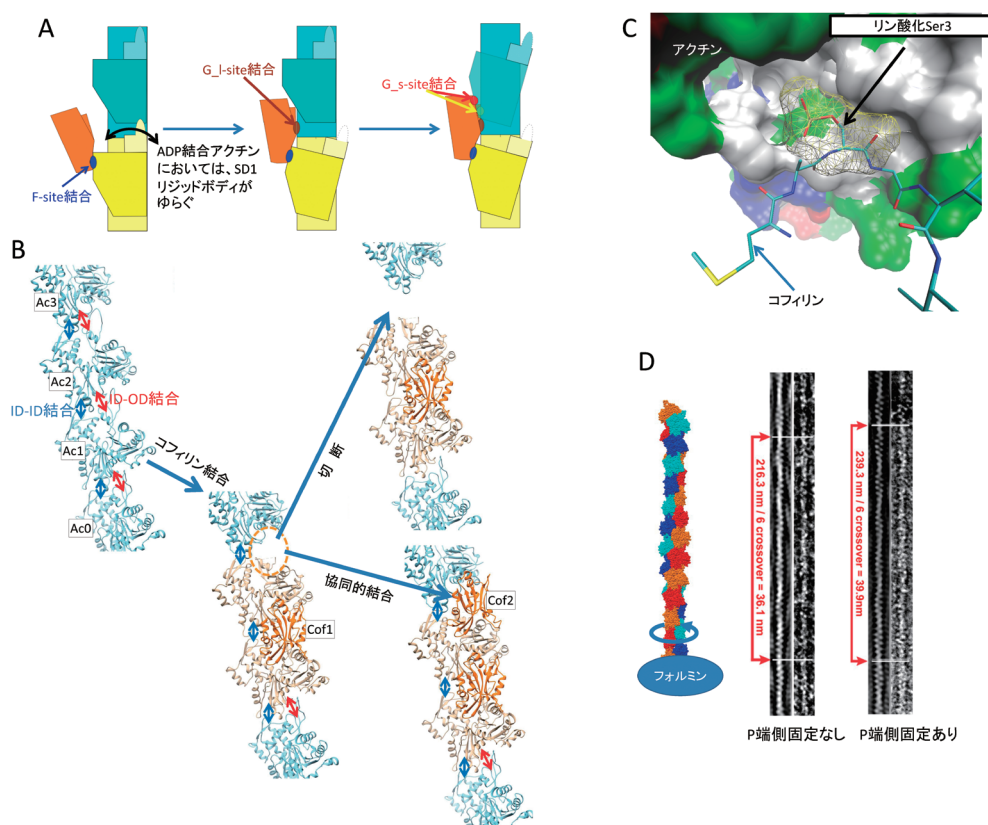 A
G_l-site結合
G_s-site結合
ADP結合アクチン
においては、SD1
リジッドボディが
ゆらぐ
F-site結合
B
Ac3
Ac2
ID-OD結合
ID-ID結合
Ac1
Ac0
コフィリン結合
切 断
協同的結合
Cof1
Cof2
C
リン酸化Ser3
アクチン
コフィリン
D
216.3 nm / 6 crossover = 36.1 nm
239.3 nm / 6 crossover = 39.9nm
フォルミン
P端側固定なし
P端側固定あり